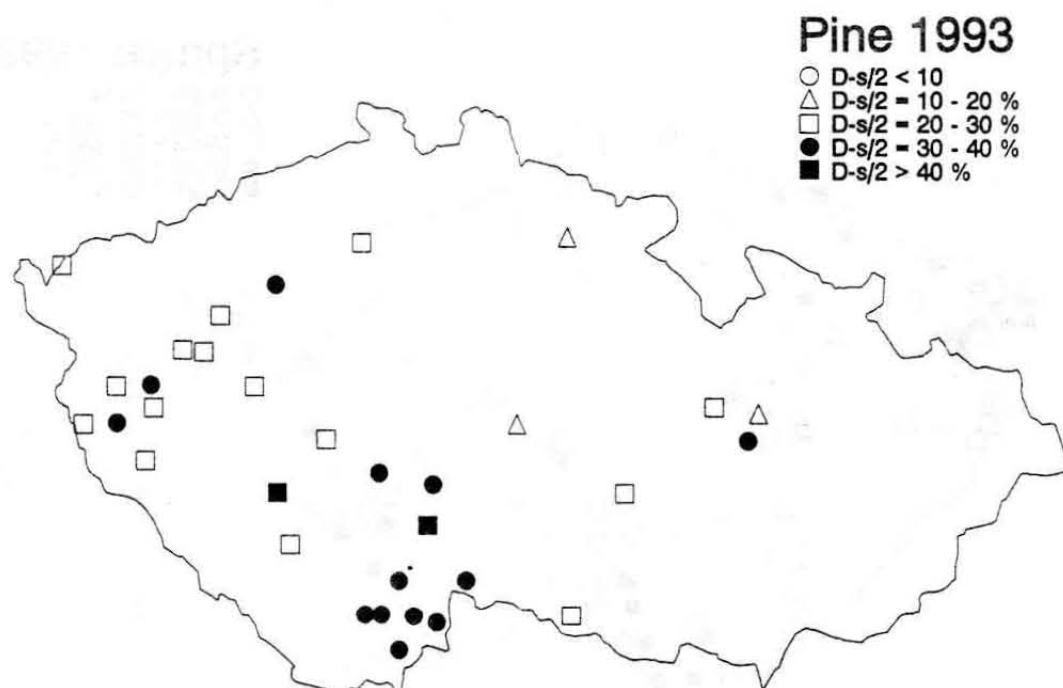 Pine 1993
D-s/2 < 10
D-s/2 = 10 - 20 %
D-s/2 = 20 - 30 %
D-s/2 = 30 - 40 %
D-s/2 > 40 %